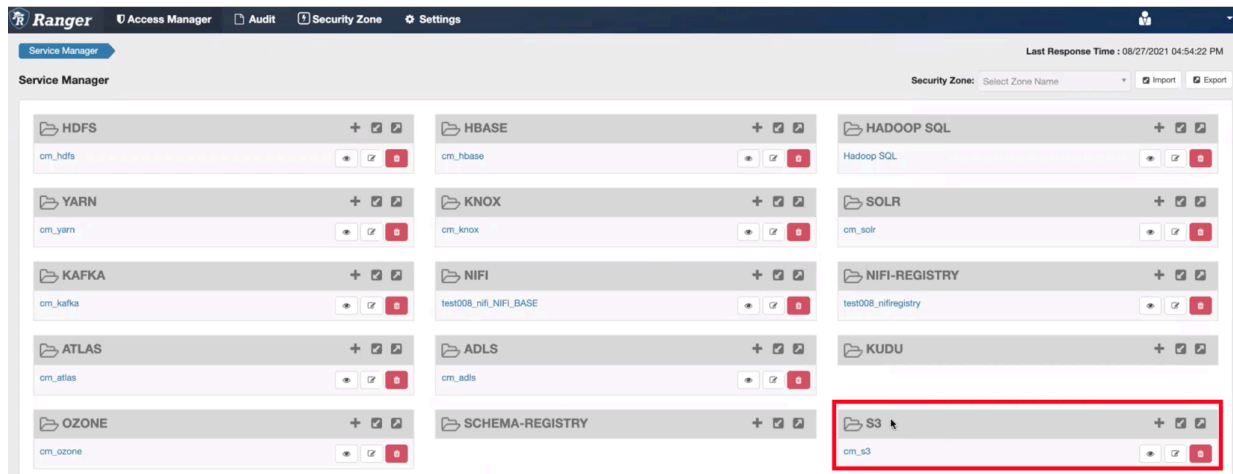 Ranger Access Manager Audit Security Zone Settings
Service Manager
Last Response Time : 08/27/2021 04:54:22 PM
Service Manager
Security Zone: Select Zone Name Import Export
HDFS HBASE HADOOP SQL
cm_hdfs cm_hbase Hadoop SQL
YARN KNOX SOLR
cm_yarn cm_knox cm_solr
KAFKA NIFI NIFI-REGISTRY
cm_kafka test008_nifi_NIFI_BASE test008_nifiregistry
ATLAS ADLS KUDU
cm_atlas cm_adls
OZONE SCHEMA-REGISTRY S3
cm_ozone cm_s3